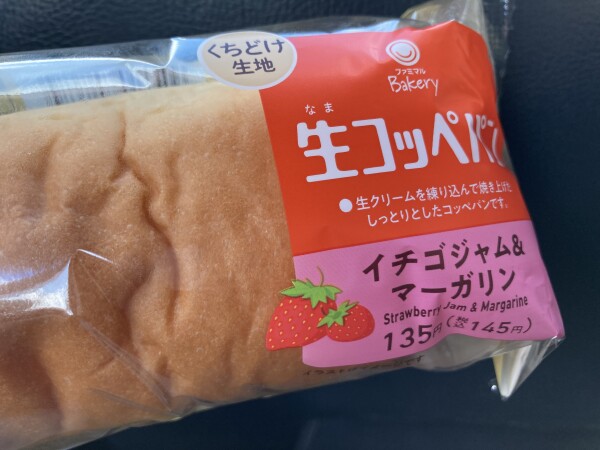 くちどけ
生地
ファミマル
Bakery
なま
生コッペパン
●生クリームを練り込んで焼き上げた
しっとりとしたコッペパンです。
イチゴジャム&
マーガリン
Strawberry Jam & Margarine
135円(税込145円)